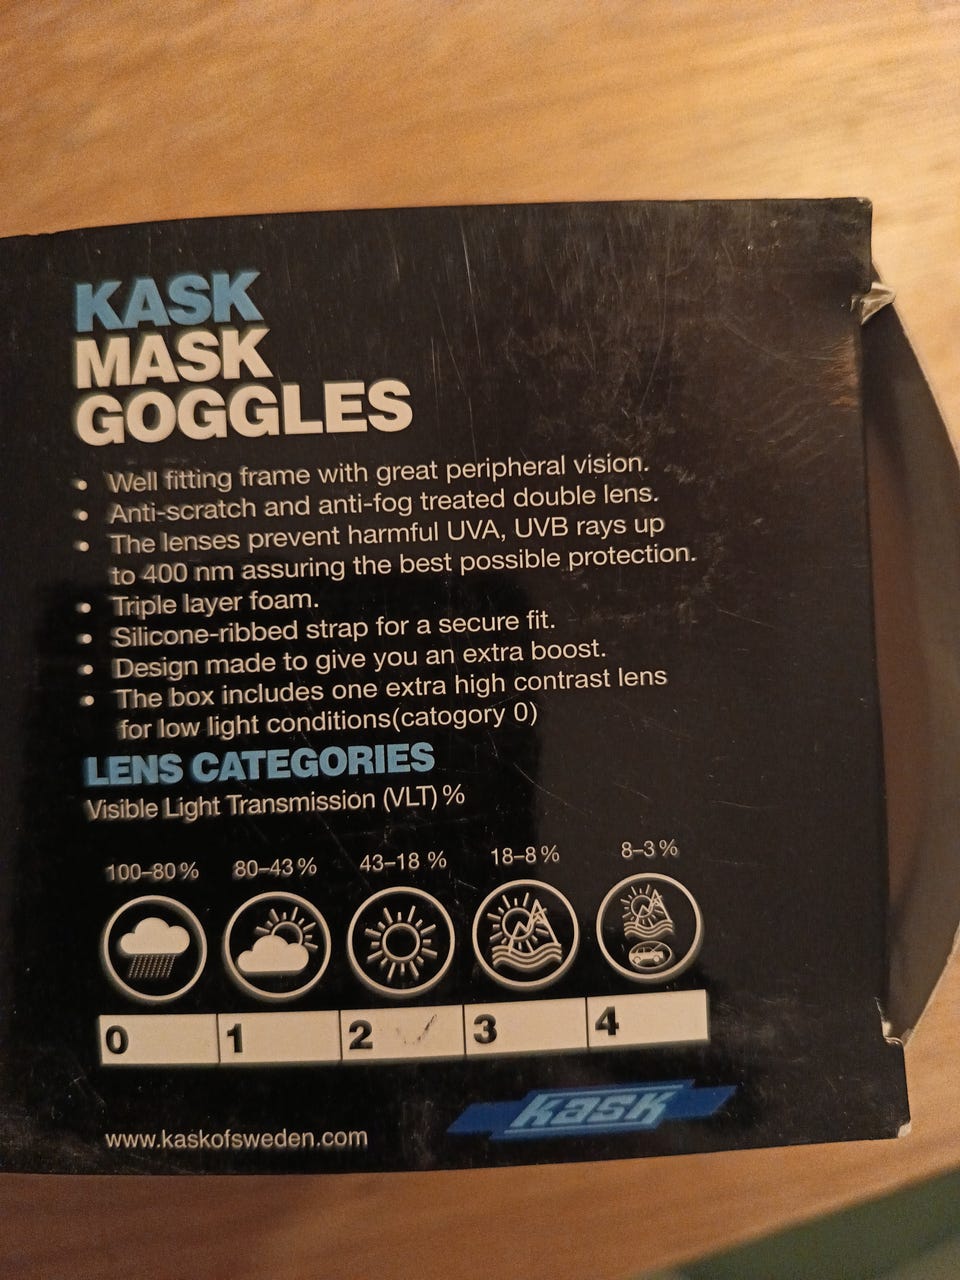 KASK
MASK
GOGGLES
• Well fitting frame with great peripheral vision.
• Anti-scratch and anti-fog treated double lens.
• The lenses prevent harmful UVA, UVB rays up
to 400 nm assuring the best possible protection.
• Triple layer foam.
• Silicone-ribbed strap for a secure fit.
• Design made to give you an extra boost.
• The box includes one extra high contrast lens
for low light conditions(catogory 0)
LENS CATEGORIES
Visible Light Transmission (VLT) %
100–80 % 80–43 % 43–18 % 18–8 % 8–3 %
0 1 2 3 4
kask
www.kaskofsweden.com